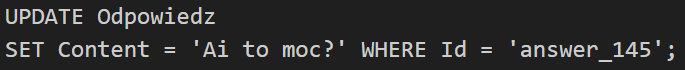 UPDATE Odpowiedz
SET Content = 'Ai to moc?' WHERE Id = 'answer_145';